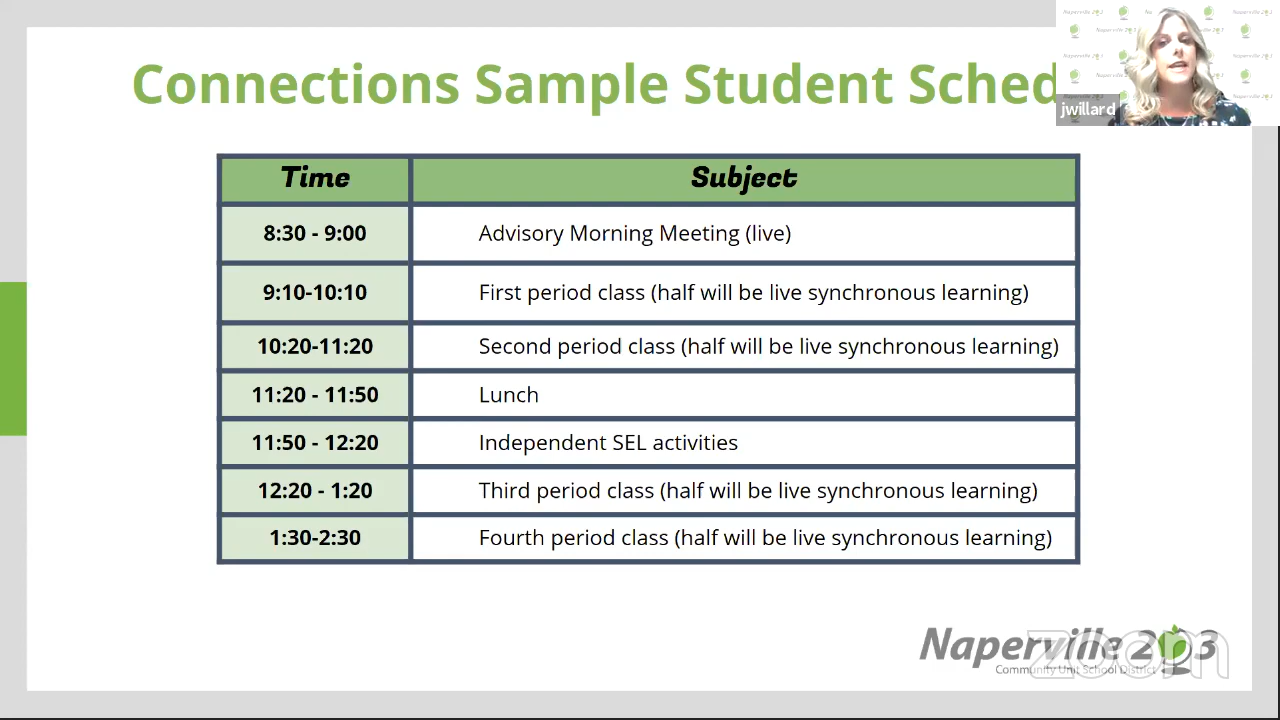 Connections Sample Student Sched
jwillard
Time Subject
8:30 - 9:00 Advisory Morning Meeting (live)
9:10-10:10 First period class (half will be live synchronous learning)
10:20-11:20 Second period class (half will be live synchronous learning)
11:20 - 11:50 Lunch
11:50 - 12:20 Independent SEL activities
12:20 - 1:20 Third period class (half will be live synchronous learning)
1:30-2:30 Fourth period class (half will be live synchronous learning)
Naperville 203
Community Unit School District
zoom